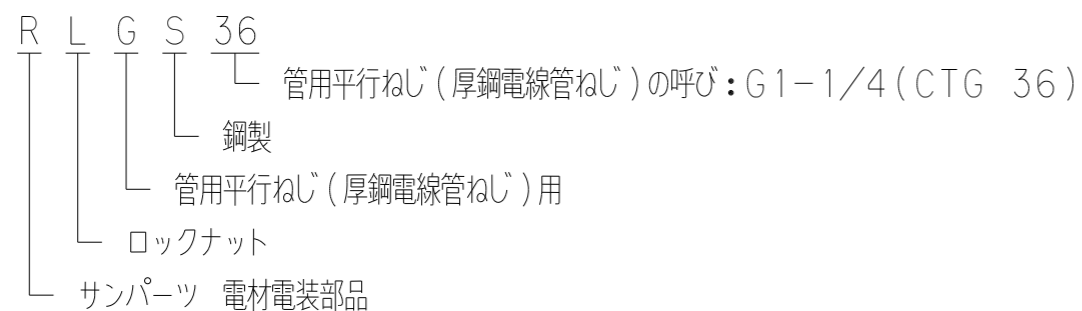 R L G S 36
管用平行ねじ(厚鋼電線管ねじ)の呼び:G1-1/4(CTG 36)
鋼製
管用平行ねじ(厚鋼電線管ねじ)用
ロックナット
サンパーツ 電材電装部品